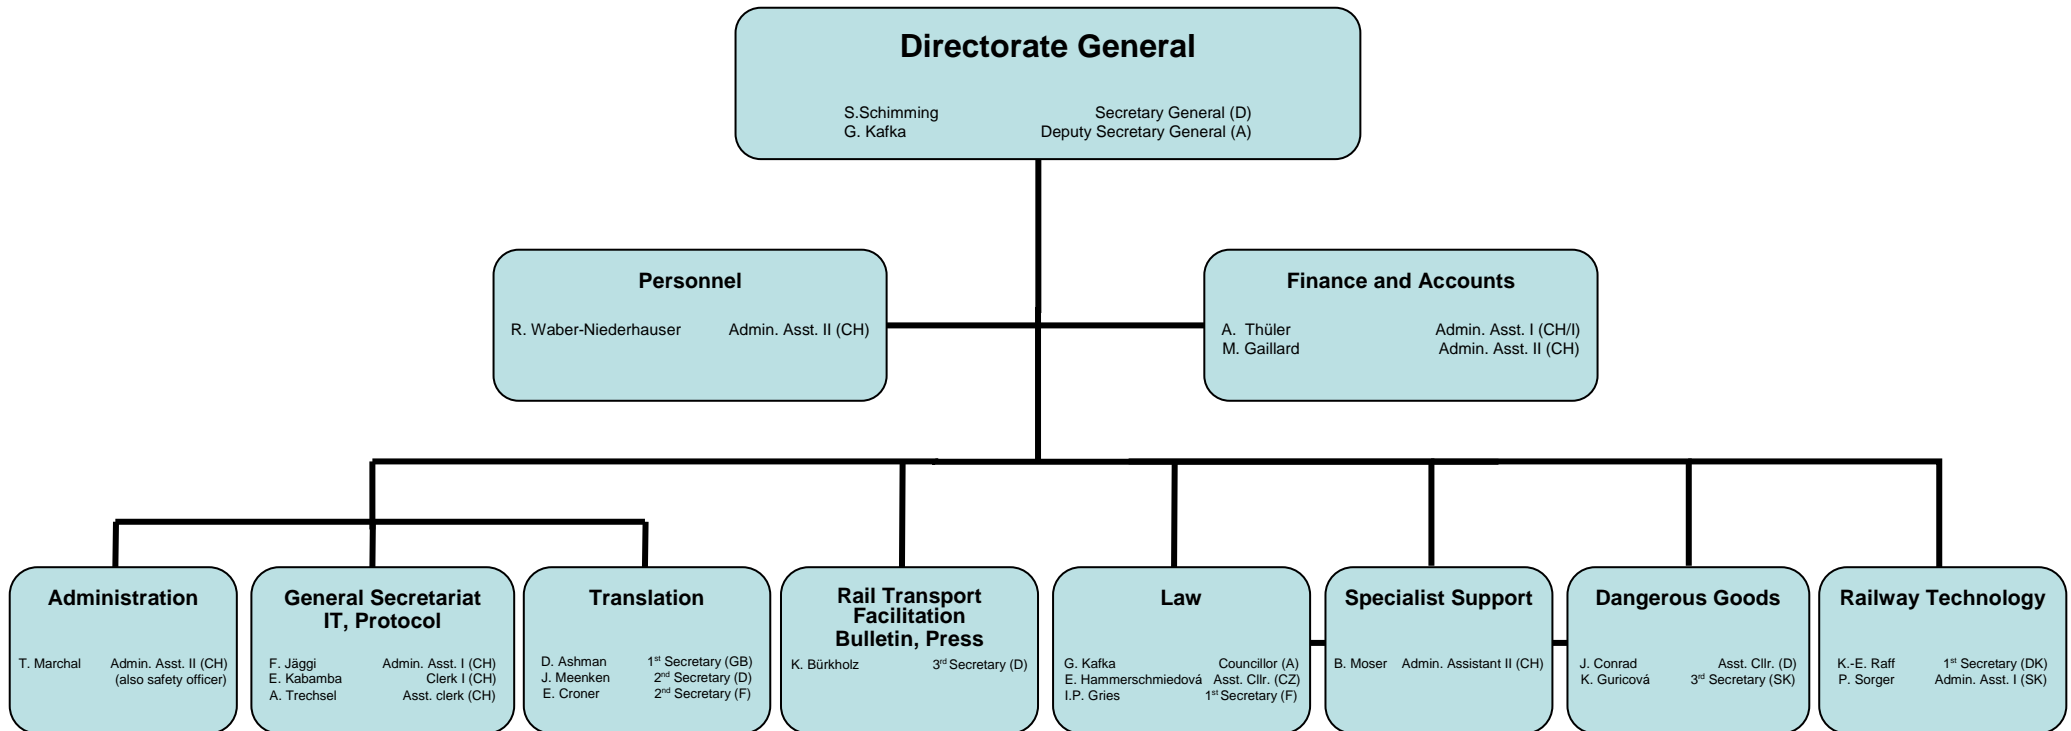 Directorate General
S.Schimming Secretary General (D)
G. Kafka Deputy Secretary General (A)
Personnel
R. Waber-Niederhauser Admin. Asst. II (CH)
Finance and Accounts
A. Thüler Admin. Asst. I (CH/I)
M. Gaillard Admin. Asst. II (CH)
Administration
T. Marchal Admin. Asst. II (CH)
(also safety officer)
General Secretariat
IT, Protocol
F. Jäggi Admin. Asst. I (CH)
E. Kabamba Clerk I (CH)
A. Trechsel Asst. clerk (CH)
Translation
D. Ashman 1st Secretary (GB)
J. Meenken 2nd Secretary (D)
E. Croner 2nd Secretary (F)
Rail Transport
Facilitation
Bulletin, Press
K. Bürkholz 3rd Secretary (D)
Law
G. Kafka Councillor (A)
E. Hammerschmiedová Asst. Cllr. (CZ)
I.P. Gries 1st Secretary (F)
Specialist Support
B. Moser Admin. Assistant II (CH)
Dangerous Goods
J. Conrad Asst. Cllr. (D)
K. Guricová 3rd Secretary (SK)
Railway Technology
K.-E. Raff 1st Secretary (DK)
P. Sorger Admin. Asst. I (SK)